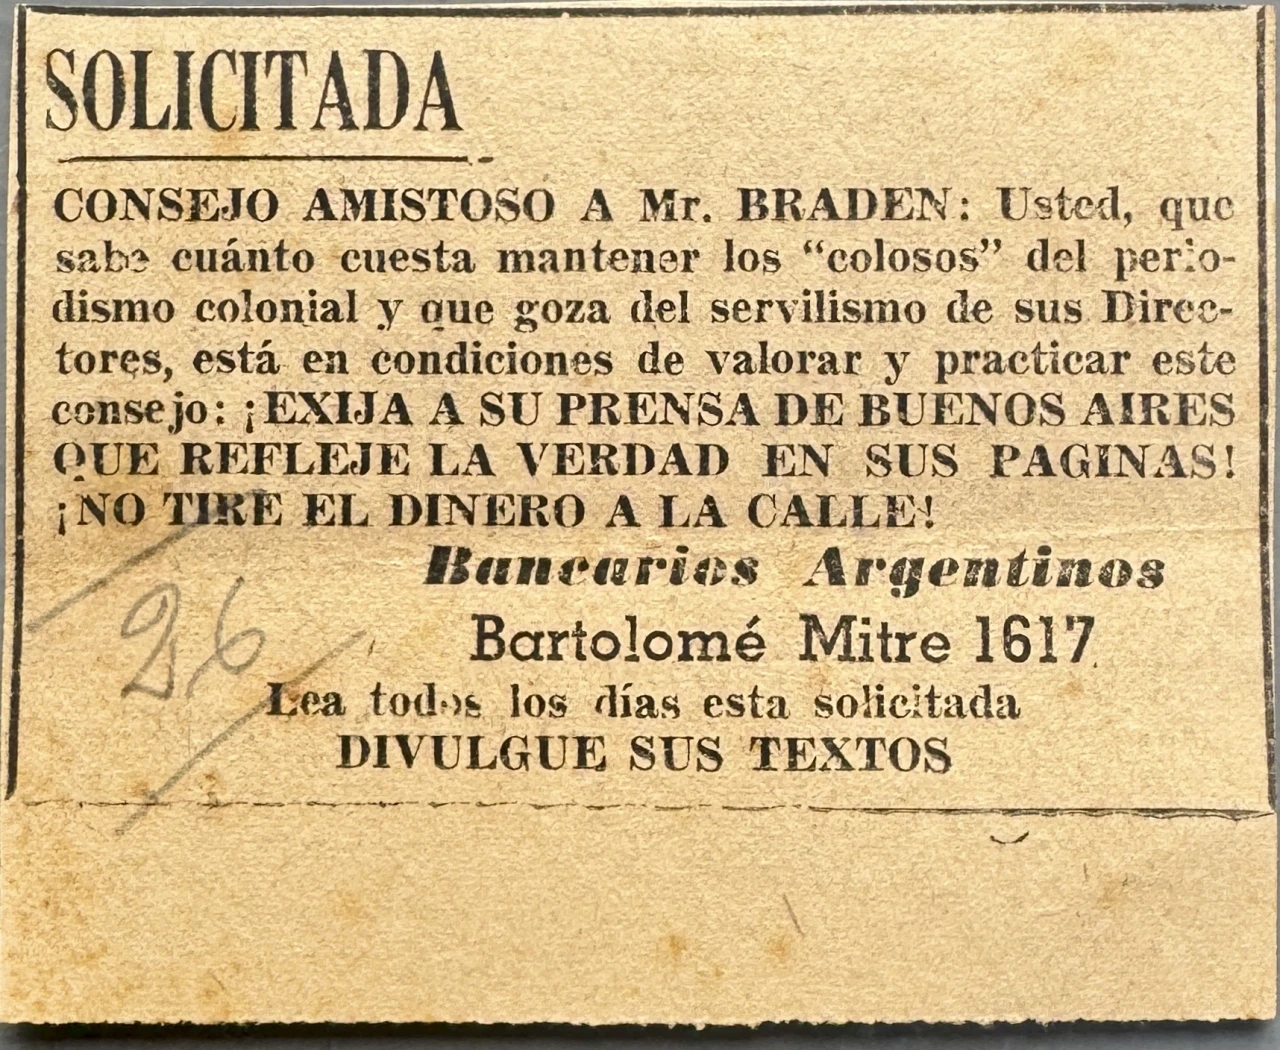 SOLICITADA
CONSEJO AMISTOSO A Mr. BRADEN: Usted, que
sabe cuánto cuesta mantener los “colosos” del perio-
dismo colonial y que goza del servilismo de sus Direc-
tores, está en condiciones de valorar y practicar este
consejo: ¡EXIJA A SU PRENSA DE BUENOS AIRES
QUE REFLEJE LA VERDAD EN SUS PAGINAS!
¡NO TIRE EL DINERO A LA CALLE!
Bancarios Argentinos
26
Bartolomé Mitre 1617
Lea todos los días esta solicitada
DIVULGUE SUS TEXTOS